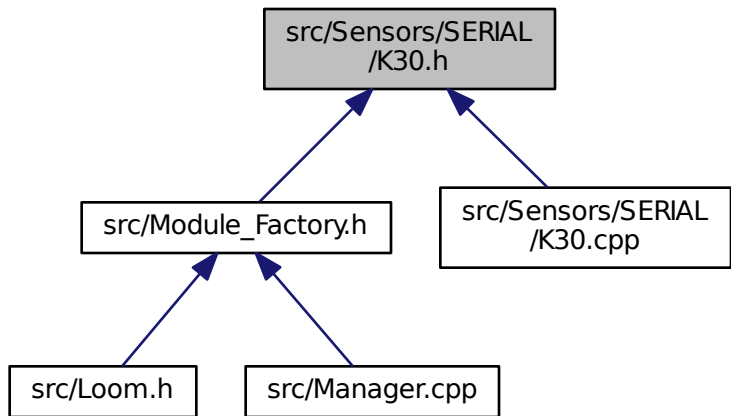 src/Sensors/SERIAL
/K30.h
src/Module_Factory.h
src/Sensors/SERIAL
/K30.cpp
src/Loom.h
src/Manager.cpp